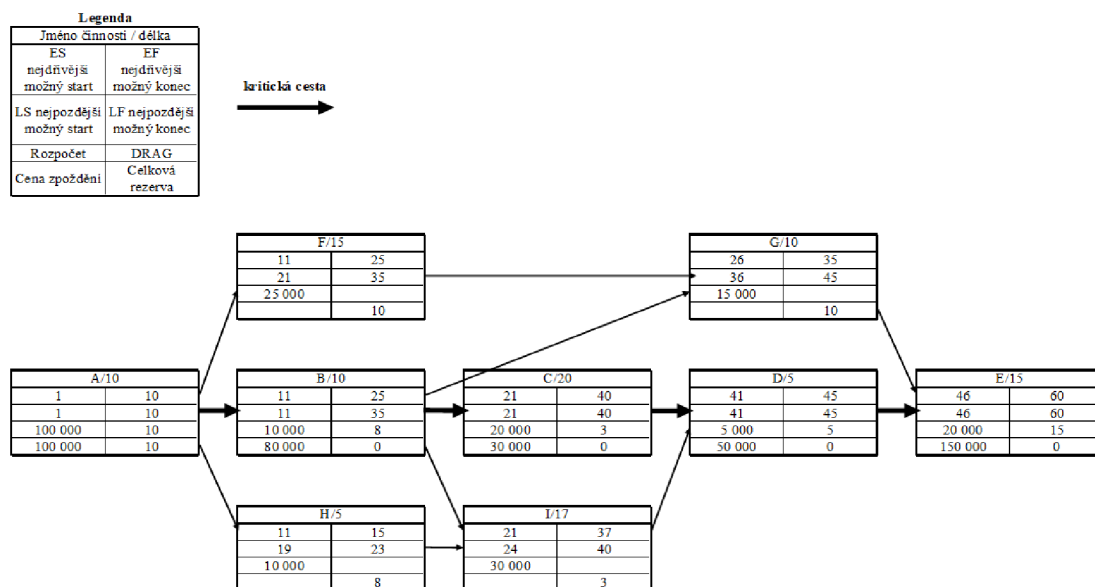 Legenda
Jméno činnosti / délka
ES nejdřívější možný start
EF nejdřívější možný konec
LS nejpozdější možný start
LF nejpozdější možný konec
Rozpočet DRAG
Cena zpoždění
Celková rezerva
kritická cesta
F/15
11 25
21 35
25 000
10
G/10
26 35
36 45
15 000
10
A/10
1 10
1 10
100 000 10
100 000 10
B/10
11 25
11 35
10 000 8
80 000 0
C/20
21 40
21 40
20 000 3
30 000 0
D/5
41 45
41 45
5 000 5
50 000 0
E/15
46 60
46 60
20 000 15
150 000 0
H/5
11 15
19 23
10 000
8
I/17
21 37
24 40
30 000
3